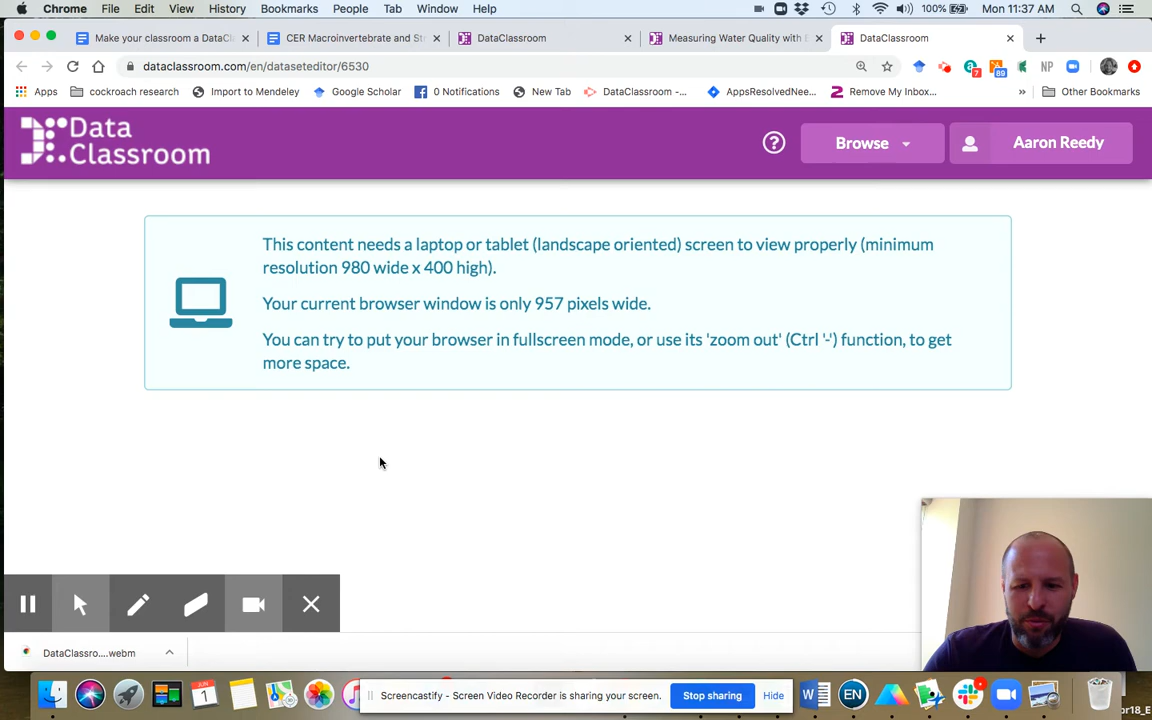 Chrome File Edit View History Bookmarks People Tab Window Help 100% Mon 11:37 AM
Make your classroom a DataCl CER Macroinvertebrate and Str DataClassroom Measuring Water Quality with E DataClassroom
dataclassroom.com/en/dataseteditor/6530
7 89 NP
Apps cockroach research Import to Mendeley Google Scholar 0 Notifications New Tab DataClassroom -... AppsResolvedNee... Remove My Inbox... » Other Bookmarks
Data
Classroom
? Browse Aaron Reedy
This content needs a laptop or tablet (landscape oriented) screen to view properly (minimum
resolution 980 wide x 400 high).
Your current browser window is only 957 pixels wide.
You can try to put your browser in fullscreen mode, or use its 'zoom out' (Ctrl '-') function, to get
more space.
DataClassro....webm
JUN
1
Screencastify - Screen Video Recorder is sharing your screen. Stop sharing Hide
EN